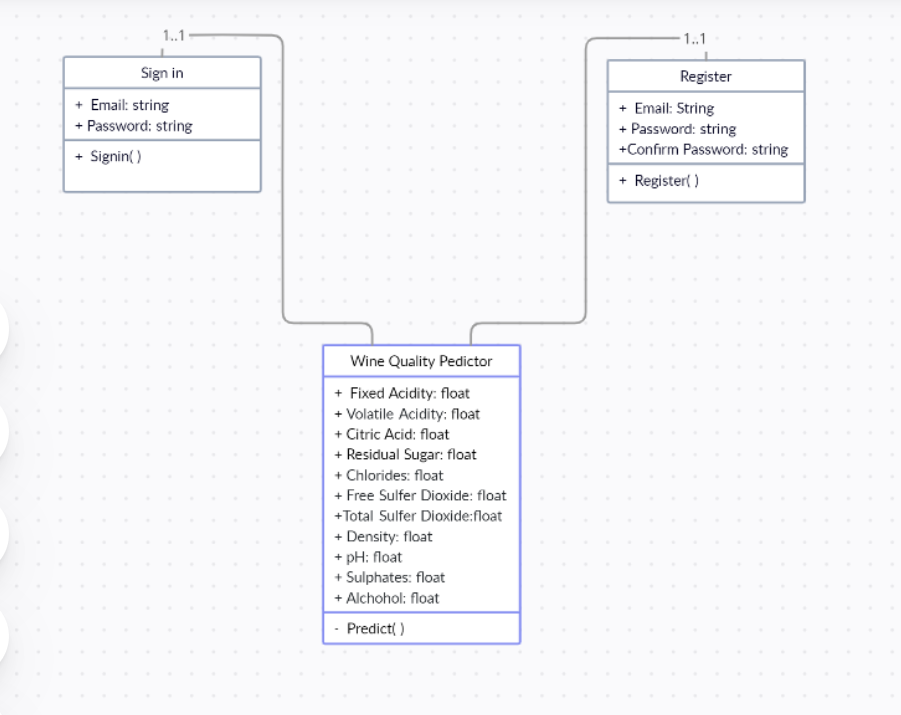 1..1
Sign in
+ Email: string
+ Password: string
+ Signin( )
1..1
Register
+ Email: String
+ Password: string
+Confirm Password: string
+ Register( )
Wine Quality Pedictor
+ Fixed Acidity: float
+ Volatile Acidity: float
+ Citric Acid: float
+ Residual Sugar: float
+ Chlorides: float
+ Free Sulfer Dioxide: float
+Total Sulfer Dioxide:float
+ Density: float
+ pH: float
+ Sulphates: float
+ Alchohol: float
- Predict( )